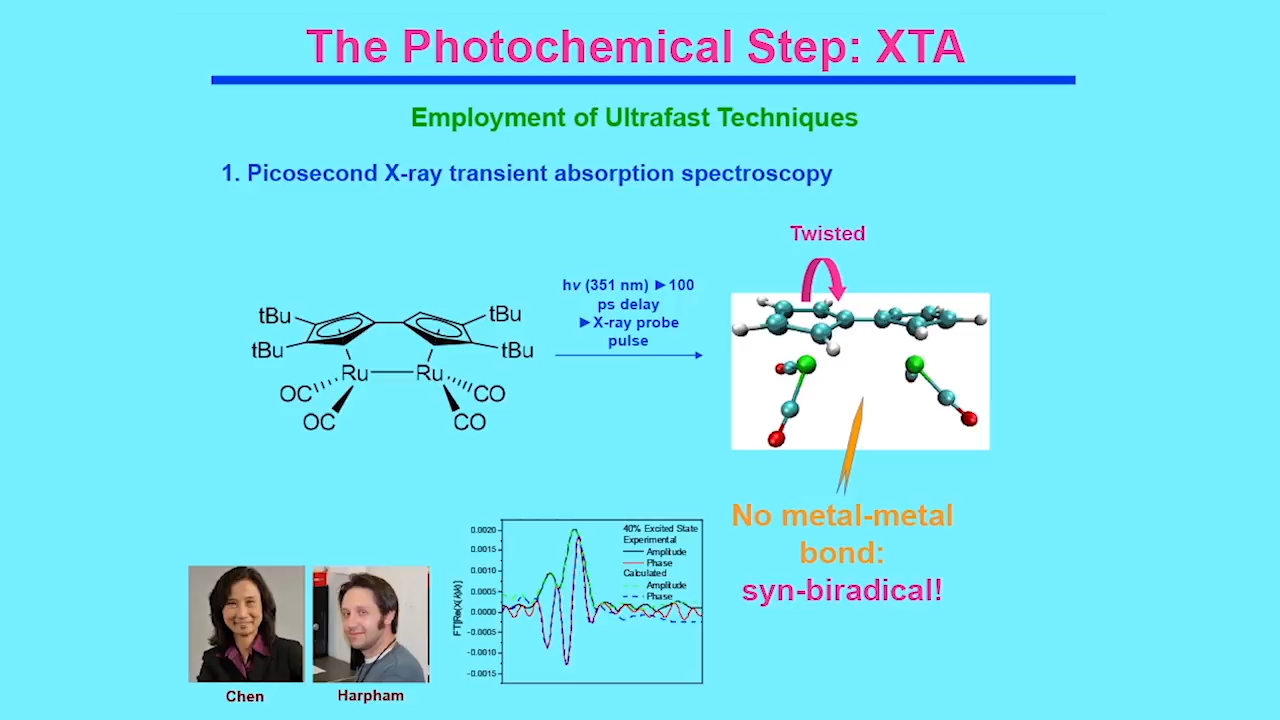 The Photochemical Step: XTA
Employment of Ultrafast Techniques
1. Picosecond X-ray transient absorption spectroscopy
Twisted
hν (351 nm) ►100
ps delay
►X-ray probe
pulse
tBu
tBu
tBu
tBu
Ru
Ru
OC
CO
OC
CO
No metal-metal
bond:
syn-biradical!
0.0020
0.0015
0.0010
0.0005
0.0000
-0.0005
-0.0010
-0.0015
40% Excited State
Experimental
Amplitude
Phase
Calculated
Amplitude
Phase
Chen
Harpham